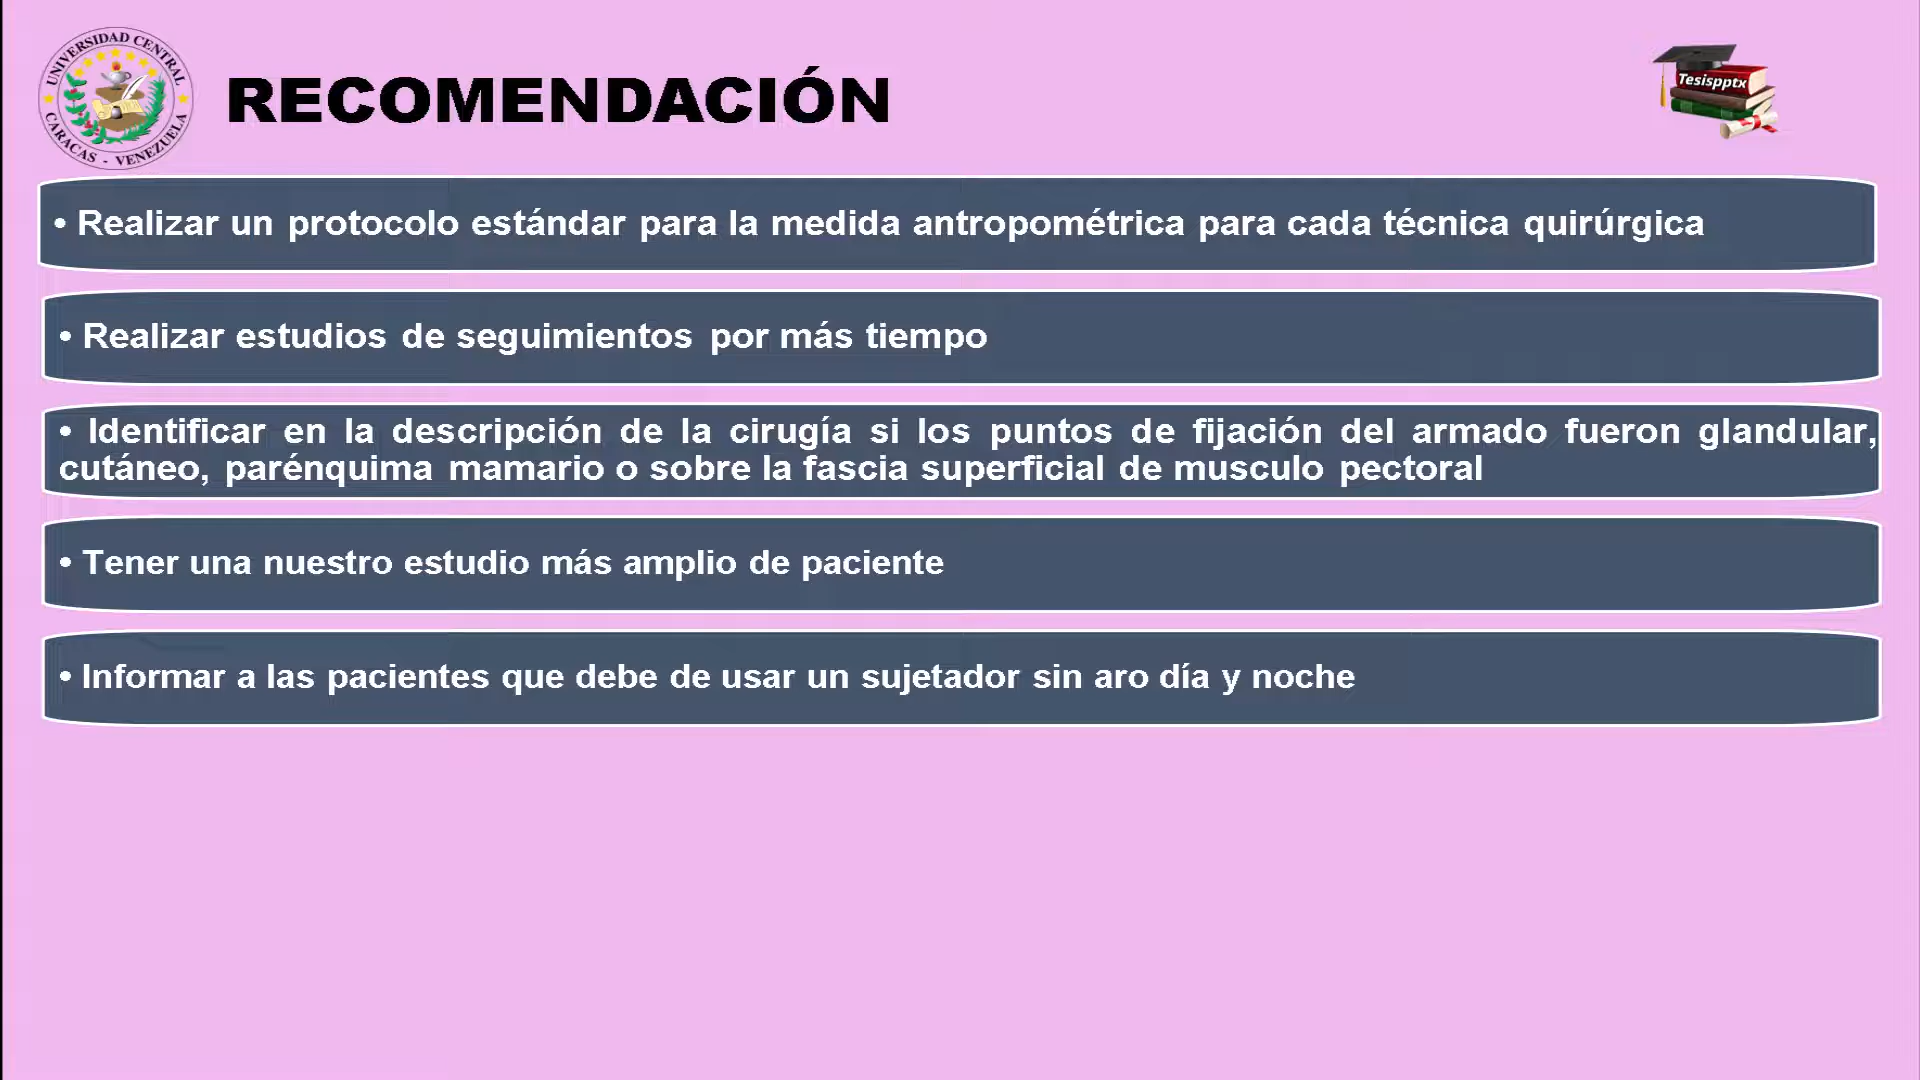 UNIVERSIDAD CENTRAL
CARACAS - VENEZUELA
RECOMENDACIÓN
Tesispptx
• Realizar un protocolo estándar para la medida antropométrica para cada técnica quirúrgica
• Realizar estudios de seguimientos por más tiempo
• Identificar en la descripción de la cirugía si los puntos de fijación del armado fueron glandular,
cutáneo, parénquima mamario o sobre la fascia superficial de musculo pectoral
• Tener una nuestro estudio más amplio de paciente
• Informar a las pacientes que debe de usar un sujetador sin aro día y noche